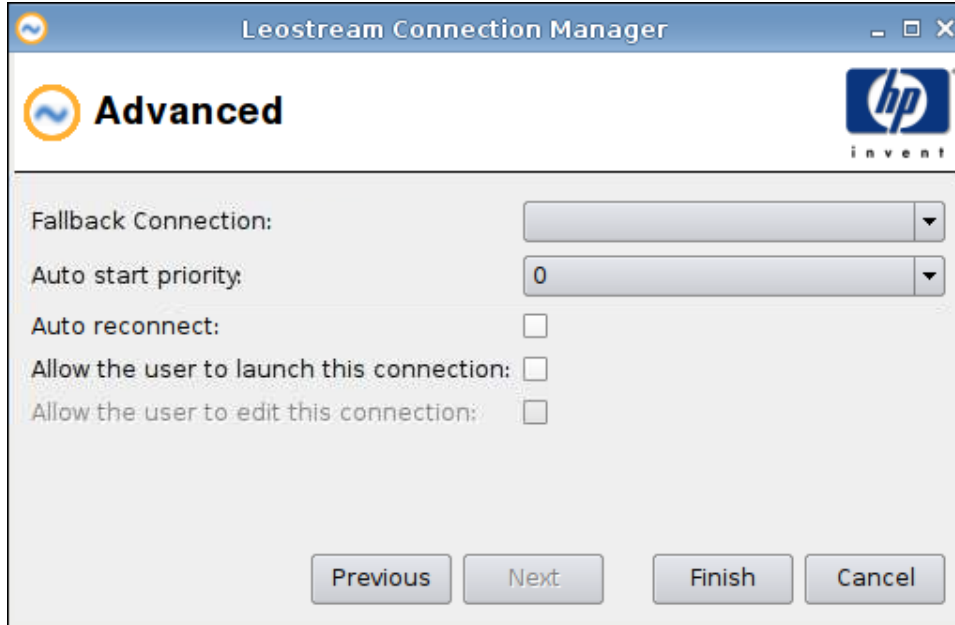 Leostream Connection Manager
Advanced
hp
invent
Fallback Connection:
Auto start priority: 0
Auto reconnect:
Allow the user to launch this connection:
Allow the user to edit this connection:
Previous Next Finish Cancel